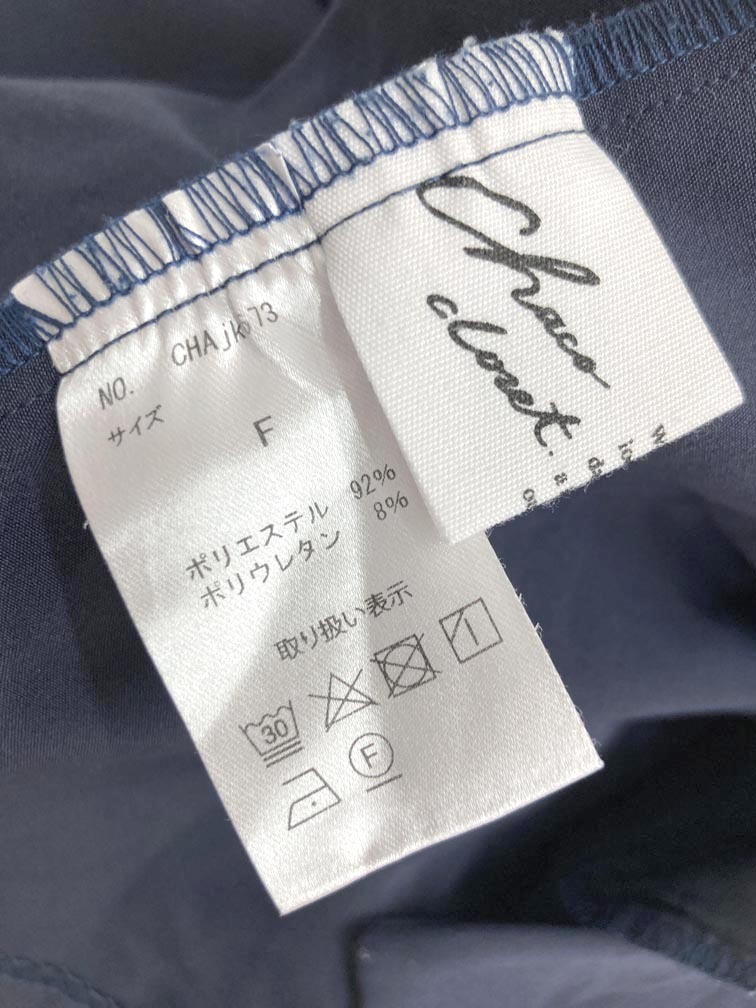 NO. CHAjk573
サイズ
F
ポリエステル 92%
ポリウレタン 8%
取り扱い表示
30
F
Chaco
closet.